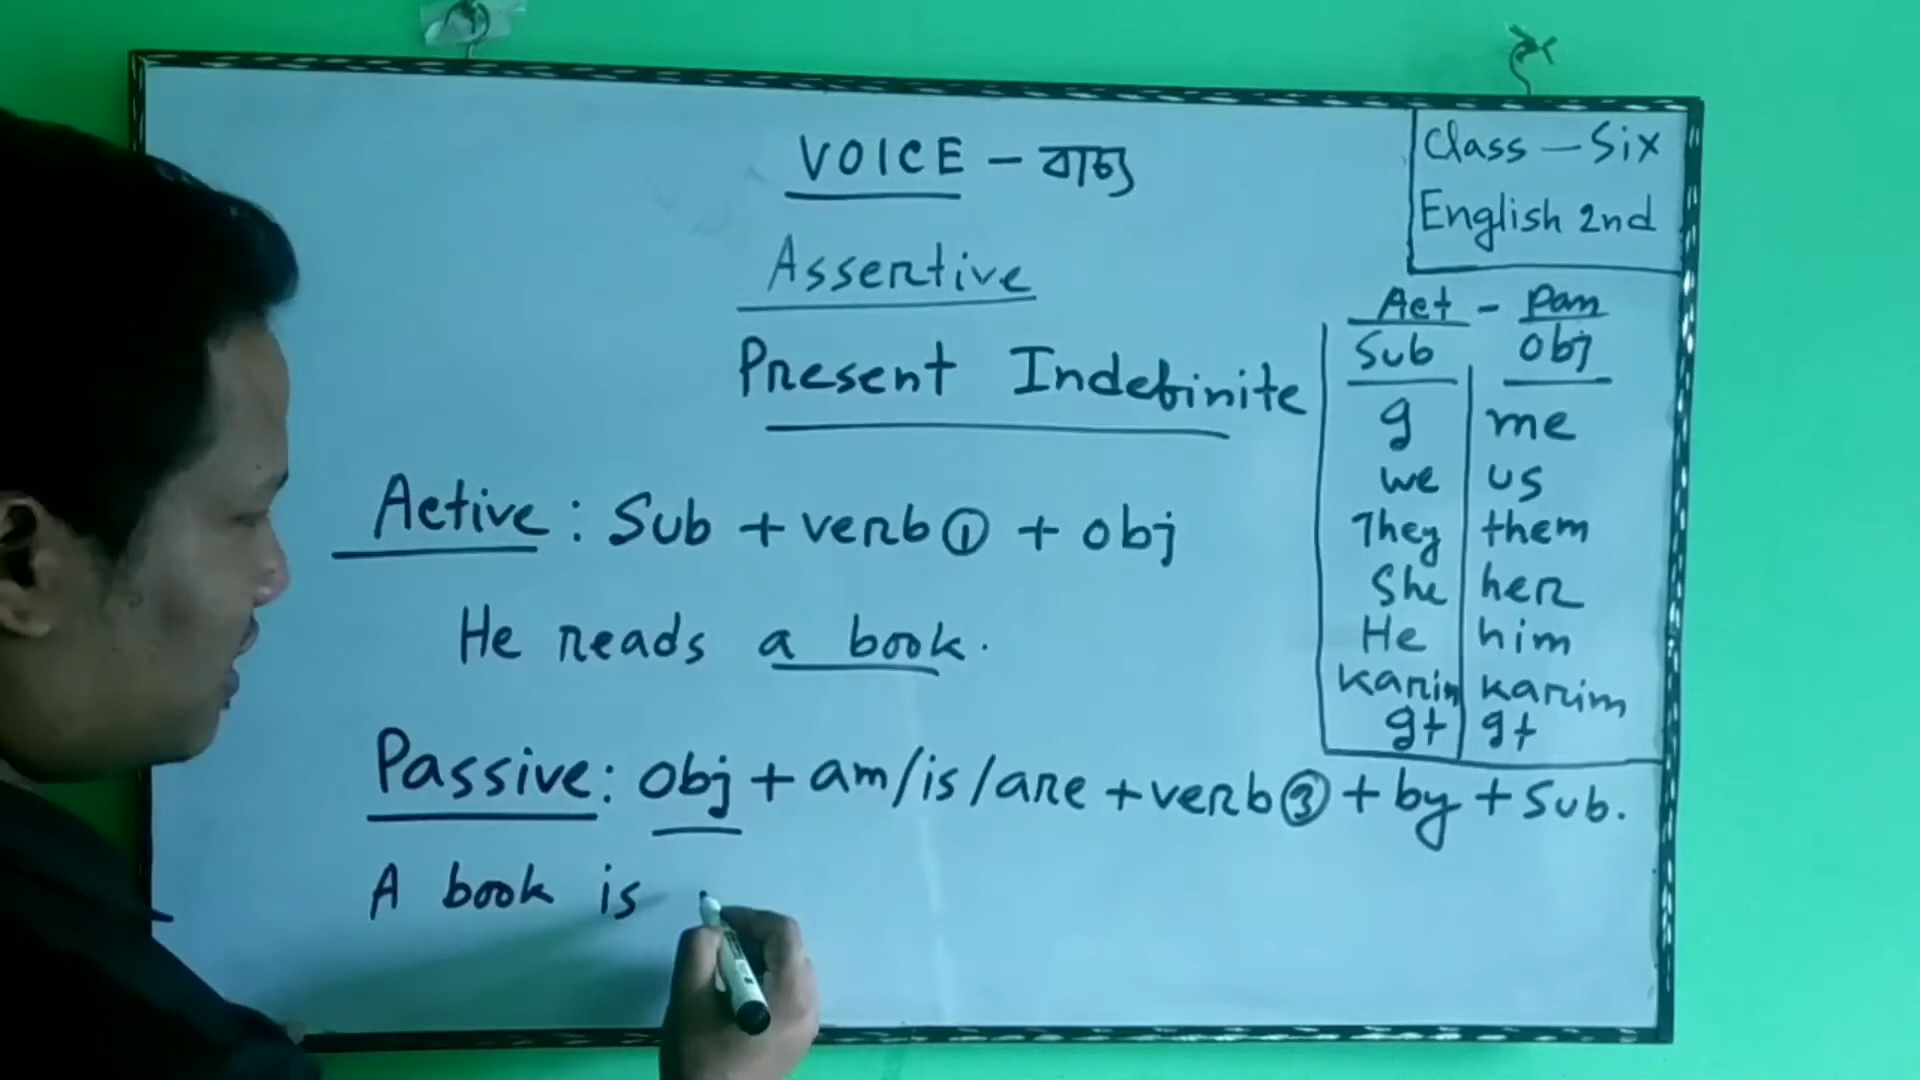 VOICE - বাচ্য
Assertive
Present Indefinite
Active: Sub + verb ① + obj
He reads a book.
Passive: obj + am/is/are + verb ③ + by + Sub.
A book is
Class - Six
English 2nd
Act - Pass
Sub obj
I me
we us
They them
She her
He him
karim karim
It It